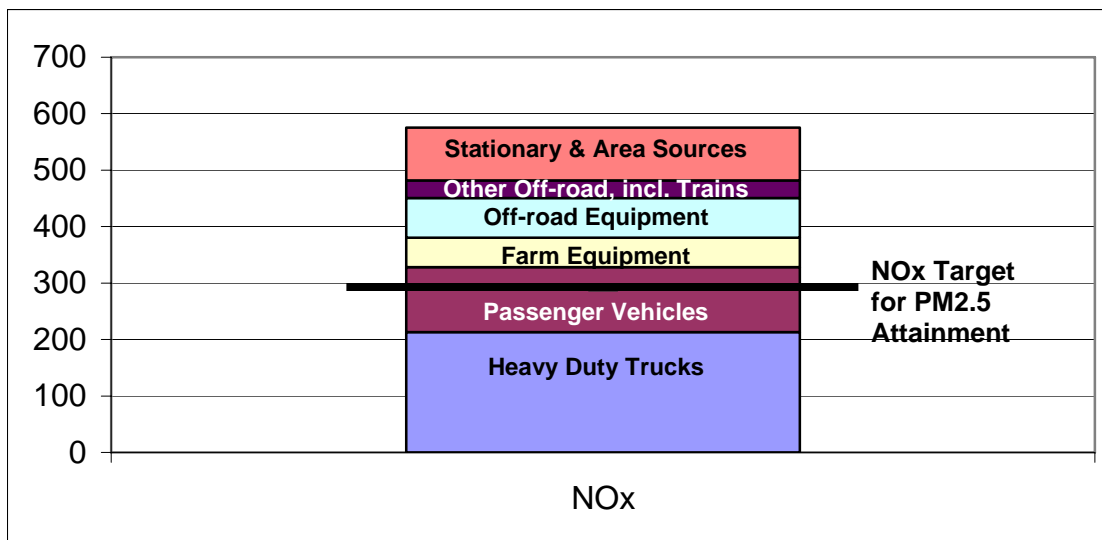 700
600
500
400
300
200
100
0
Stationary & Area Sources
Other Off-road, incl. Trains
Off-road Equipment
Farm Equipment
Passenger Vehicles
Heavy Duty Trucks
NOx Target
for PM2.5
Attainment
NOx